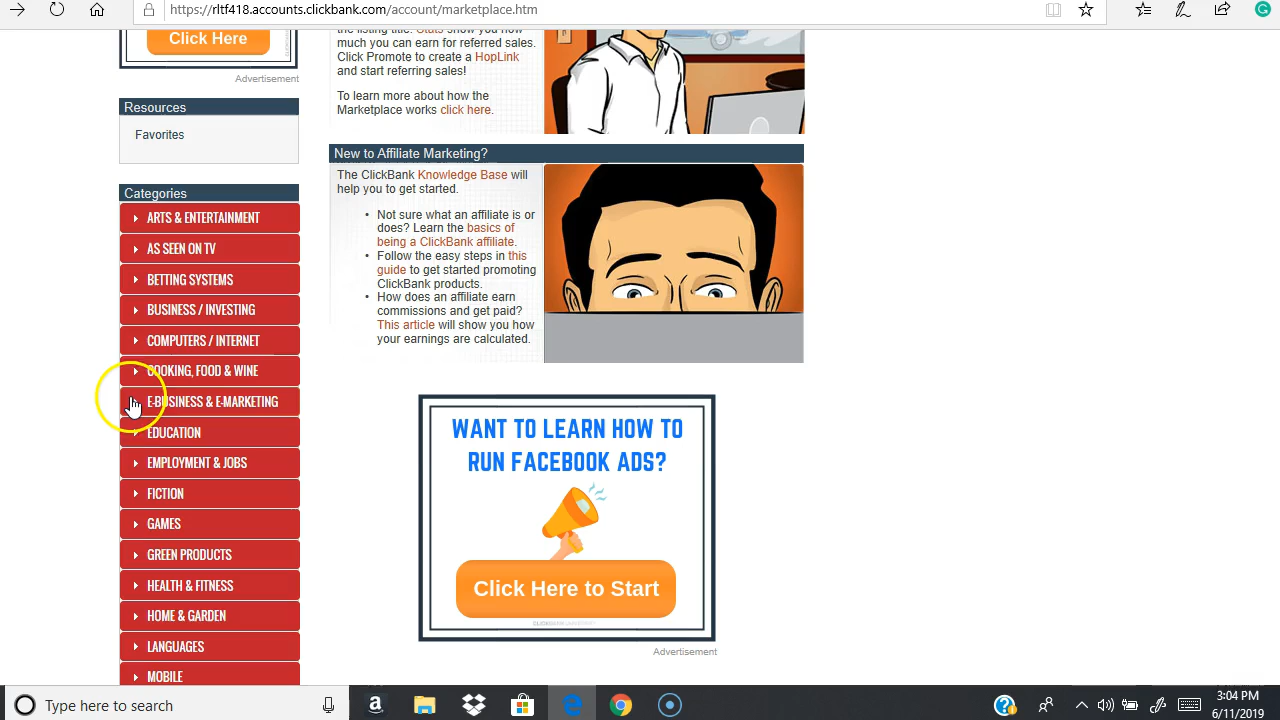 https://rltf418.accounts.clickbank.com/account/marketplace.htm
Click Here
Advertisement
Resources
Favorites
Categories
ARTS & ENTERTAINMENT
AS SEEN ON TV
BETTING SYSTEMS
BUSINESS / INVESTING
COMPUTERS / INTERNET
COOKING, FOOD & WINE
E-BUSINESS & E-MARKETING
EDUCATION
EMPLOYMENT & JOBS
FICTION
GAMES
GREEN PRODUCTS
HEALTH & FITNESS
HOME & GARDEN
LANGUAGES
MOBILE
the listing title. Stats show you how
much you can earn for referred sales.
Click Promote to create a HopLink
and start referring sales!
To learn more about how the
Marketplace works click here.
New to Affiliate Marketing?
The ClickBank Knowledge Base will
help you to get started.
• Not sure what an affiliate is or
does? Learn the basics of
being a ClickBank affiliate.
• Follow the easy steps in this
guide to get started promoting
ClickBank products.
• How does an affiliate earn
commissions and get paid?
This article will show you how
your earnings are calculated.
WANT TO LEARN HOW TO
RUN FACEBOOK ADS?
Click Here to Start
Advertisement
Type here to search
3:04 PM
6/11/2019